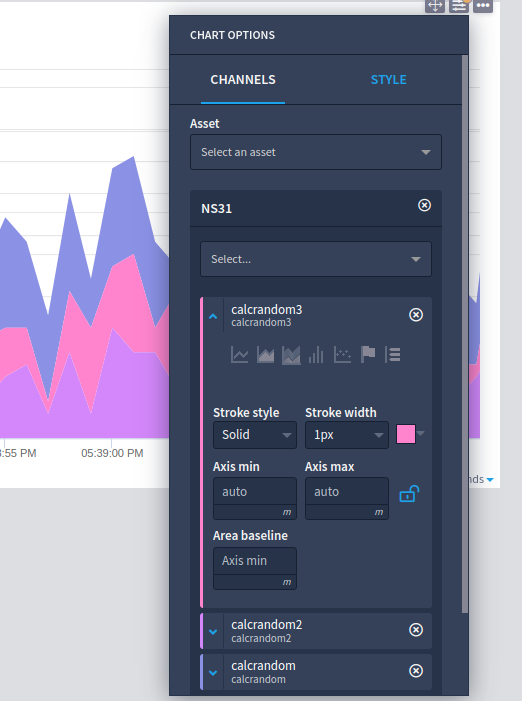 CHART OPTIONS
CHANNELS STYLE
Asset
Select an asset
NS31
Select...
calcrandom3
calcrandom3
Stroke style Stroke width
Solid 1px
Axis min Axis max
auto auto
m m
Area baseline
Axis min
m
calcrandom2
calcrandom2
calcrandom
calcrandom
:55 PM 05:39:00 PM
nds